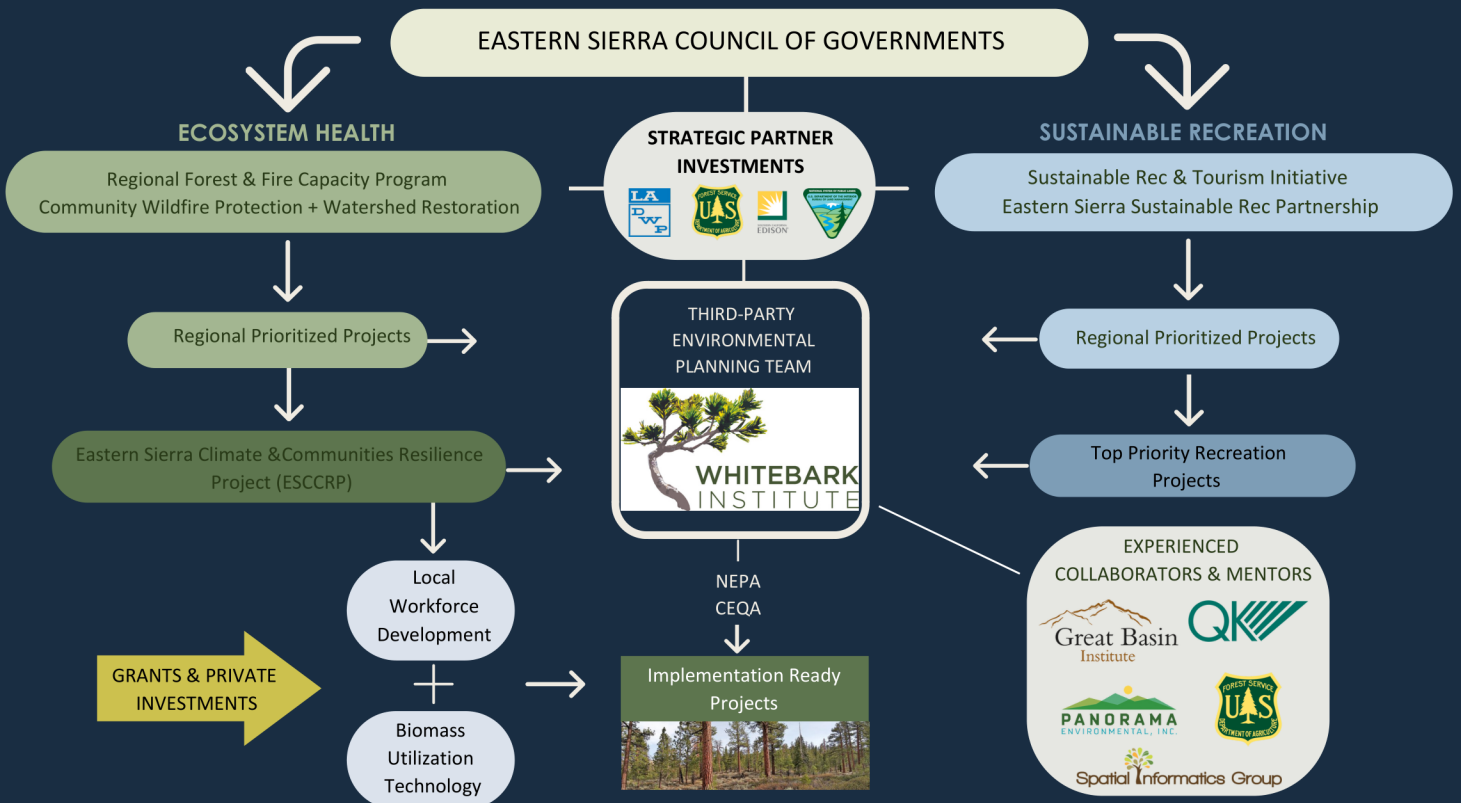 EASTERN SIERRA COUNCIL OF GOVERNMENTS
ECOSYSTEM HEALTH
Regional Forest & Fire Capacity Program
Community Wildfire Protection + Watershed Restoration
STRATEGIC PARTNER
INVESTMENTS
LA
DWP
FOREST SERVICE
US
DEPARTMENT OF AGRICULTURE
EDISON
SUSTAINABLE RECREATION
Sustainable Rec & Tourism Initiative
Eastern Sierra Sustainable Rec Partnership
Regional Prioritized Projects
THIRD-PARTY
ENVIRONMENTAL
PLANNING TEAM
WHITEBARK
INSTITUTE
Regional Prioritized Projects
Eastern Sierra Climate &Communities Resilience
Project (ESCCRP)
Top Priority Recreation
Projects
Local
Workforce
Development
Biomass
Utilization
Technology
GRANTS & PRIVATE
INVESTMENTS
NEPA
CEQA
Implementation Ready
Projects
EXPERIENCED
COLLABORATORS & MENTORS
Great Basin
Institute
QK
PANORAMA
ENVIRONMENTAL, INC.
FOREST SERVICE
US
DEPARTMENT OF AGRICULTURE
Spatial Informatics Group